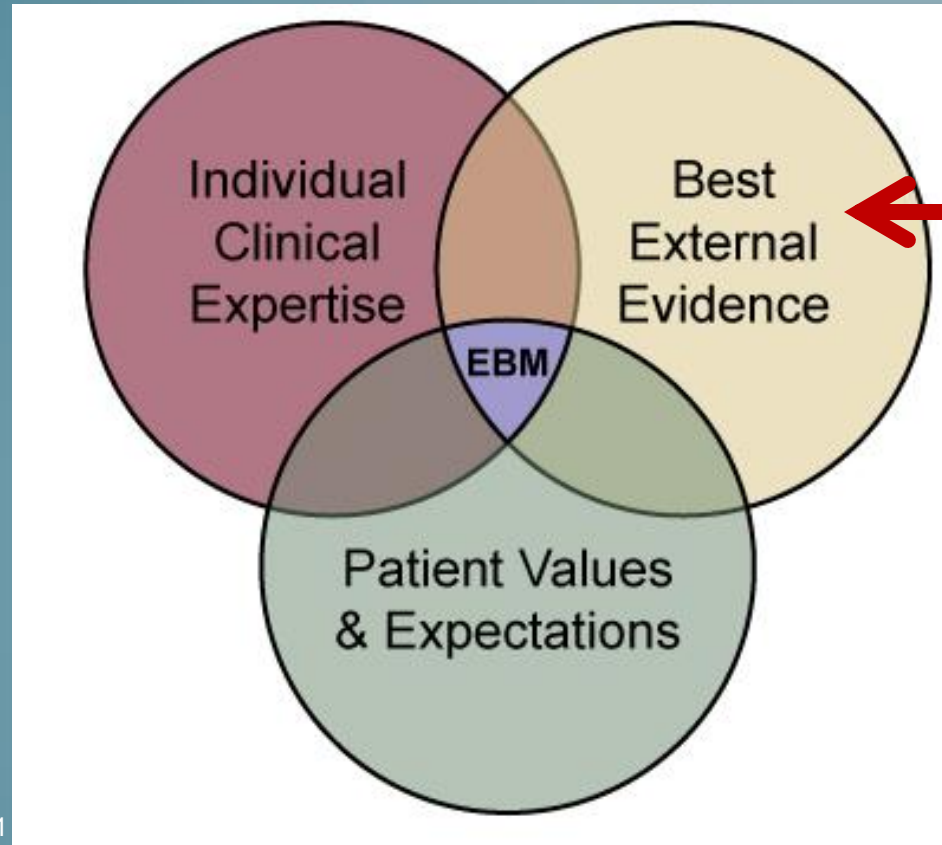 Individual
Clinical
Expertise
Best
External
Evidence
EBM
Patient Values
& Expectations